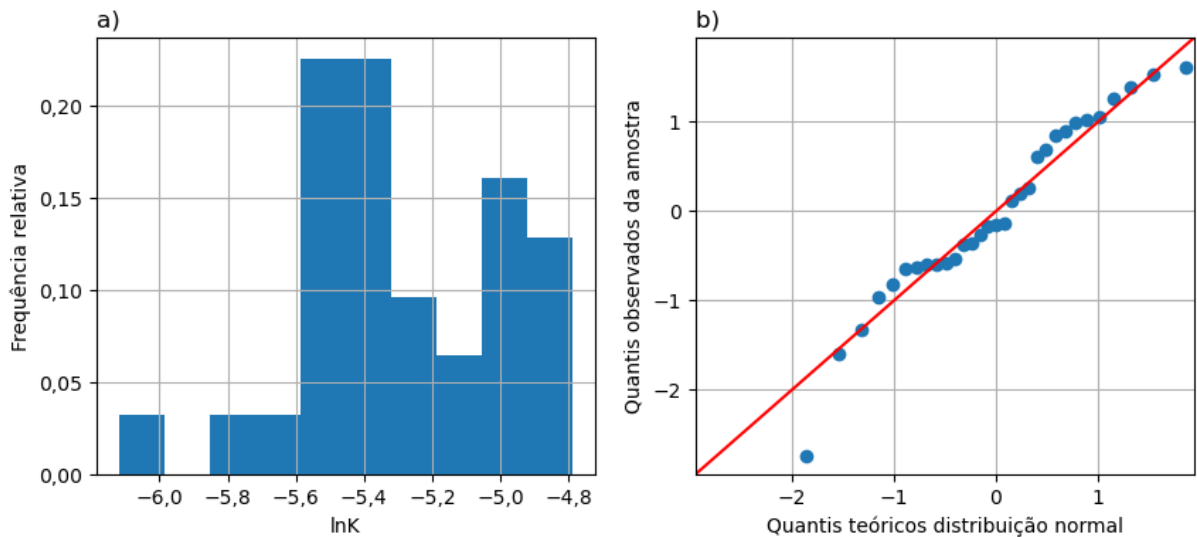 a)
Frequência relativa
0,20
0,15
0,10
0,05
0,00
−6,0 −5,8 −5,6 −5,4 −5,2 −5,0 −4,8
lnK
b)
Quantis observados da amostra
1
0
−1
−2
−2 −1 0 1
Quantis teóricos distribuição normal